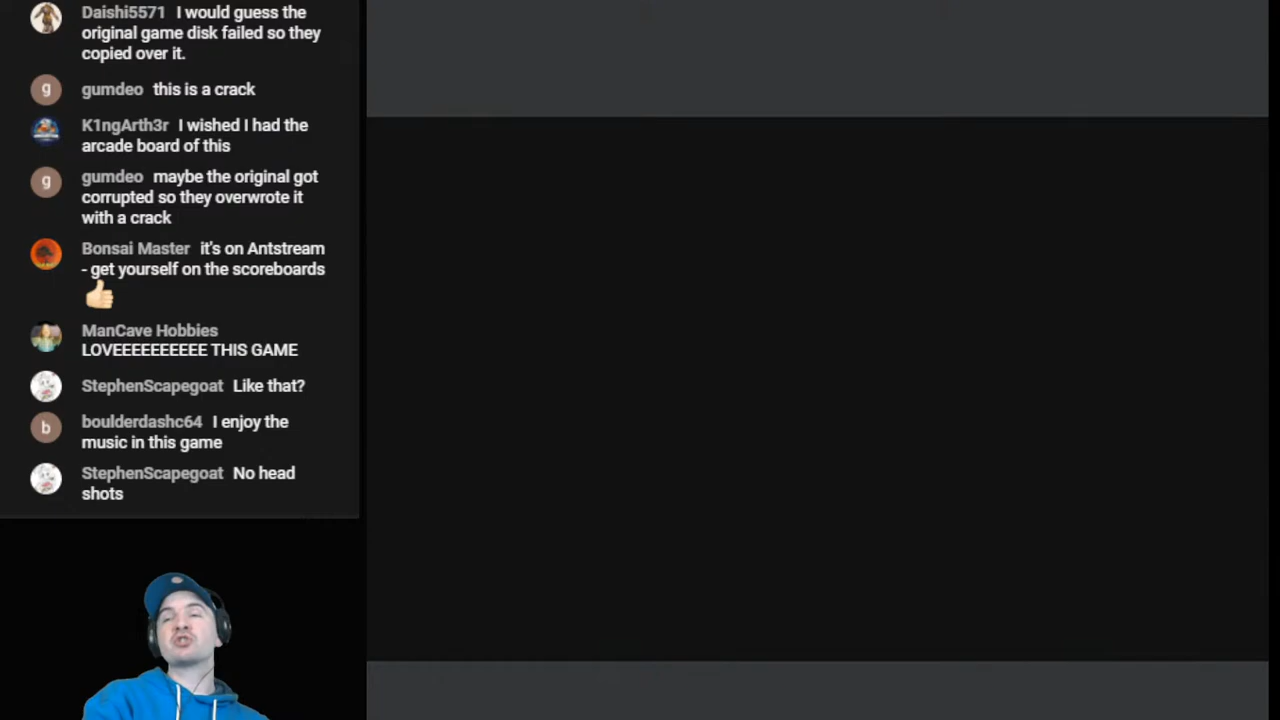 Daishi5571 I would guess the
original game disk failed so they
copied over it.
g
gumdeo this is a crack
K1ngArth3r I wished I had the
arcade board of this
g
gumdeo maybe the original got
corrupted so they overwrote it
with a crack
Bonsai Master it's on Antstream
- get yourself on the scoreboards
👍🏻
ManCave Hobbies
LOVEEEEEEEEEE THIS GAME
StephenScapegoat Like that?
b
boulderdashc64 I enjoy the
music in this game
StephenScapegoat No head
shots